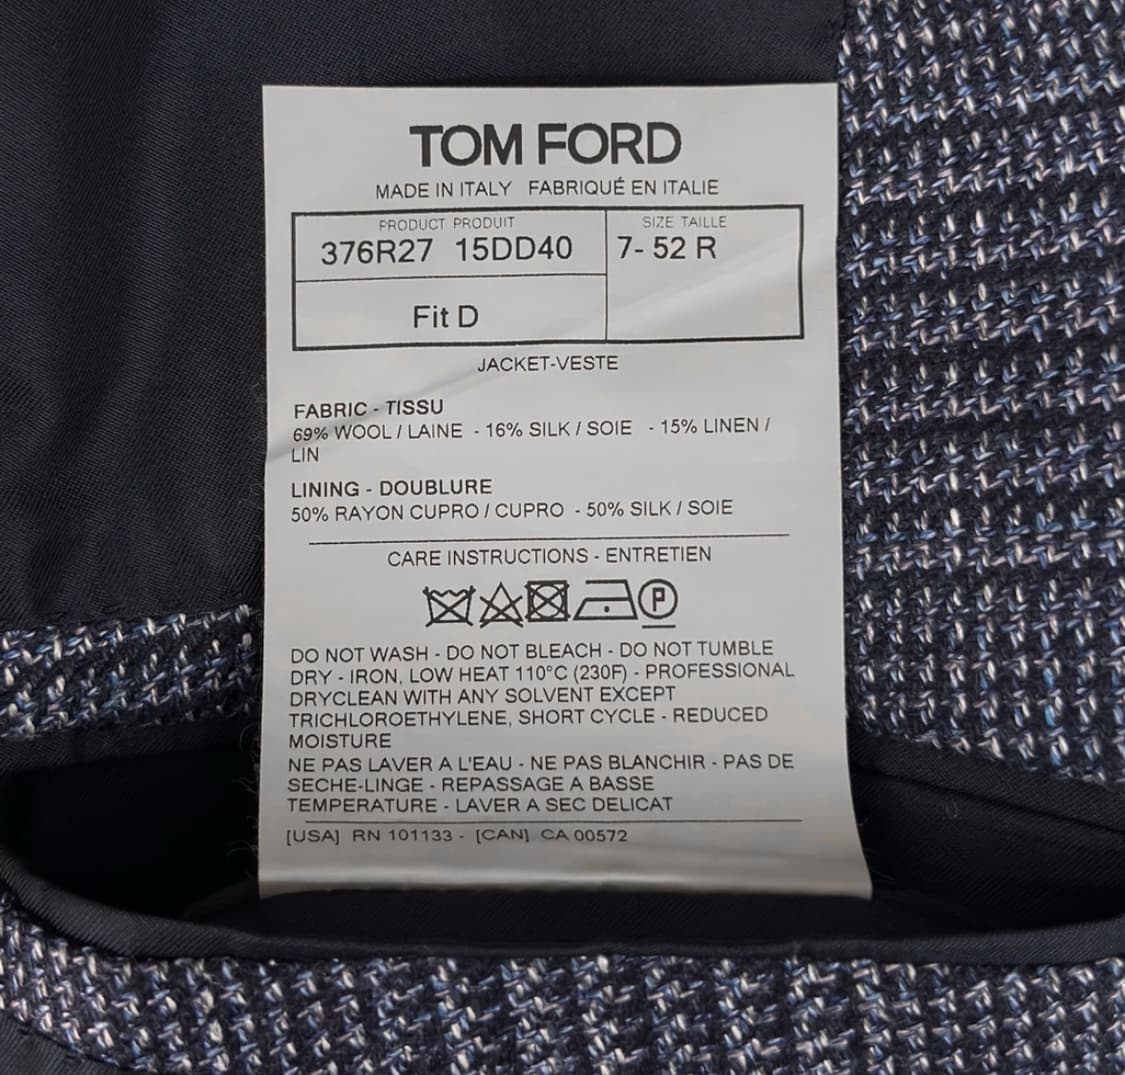 TOM FORD
MADE IN ITALY FABRIQUÉ EN ITALIE
PRODUCT PRODUIT
376R27 15DD40
SIZE TAILLE
7- 52 R
Fit D
JACKET-VESTE
FABRIC - TISSU
69% WOOL / LAINE - 16% SILK / SOIE - 15% LINEN /
LIN
LINING - DOUBLURE
50% RAYON CUPRO / CUPRO - 50% SILK / SOIE
CARE INSTRUCTIONS - ENTRETIEN
P
DO NOT WASH - DO NOT BLEACH - DO NOT TUMBLE
DRY - IRON, LOW HEAT 110°C (230F) - PROFESSIONAL
DRYCLEAN WITH ANY SOLVENT EXCEPT
TRICHLOROETHYLENE, SHORT CYCLE - REDUCED
MOISTURE
NE PAS LAVER A L'EAU - NE PAS BLANCHIR - PAS DE
SECHE-LINGE - REPASSAGE A BASSE
TEMPERATURE - LAVER A SEC DELICAT
[USA] RN 101133 - [CAN] CA 00572